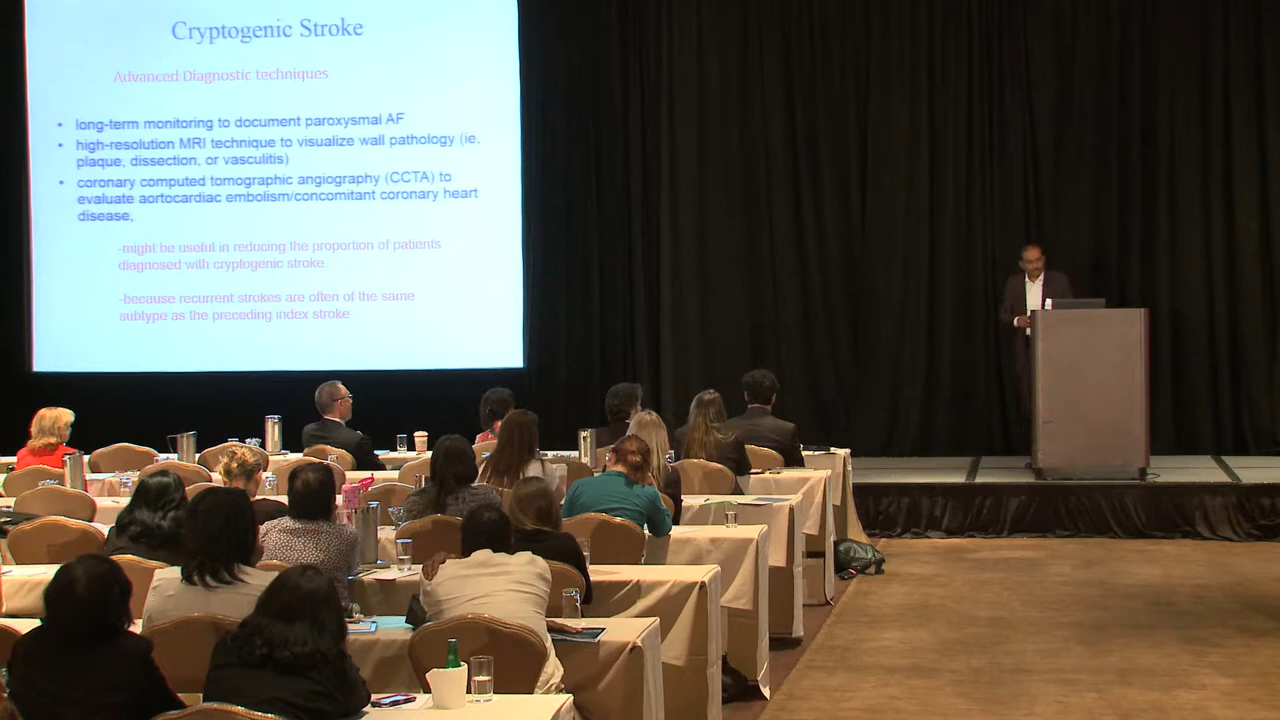 Cryptogenic Stroke
Advanced Diagnostic techniques
• long-term monitoring to document paroxysmal AF
• high-resolution MRI technique to visualize wall pathology (ie.
plaque, dissection, or vasculitis)
• coronary computed tomographic angiography (CCTA) to
evaluate aortocardiac embolism/concomitant coronary heart
disease,
-might be useful in reducing the proportion of patients
diagnosed with cryptogenic stroke.
-because recurrent strokes are often of the same
subtype as the preceding index stroke